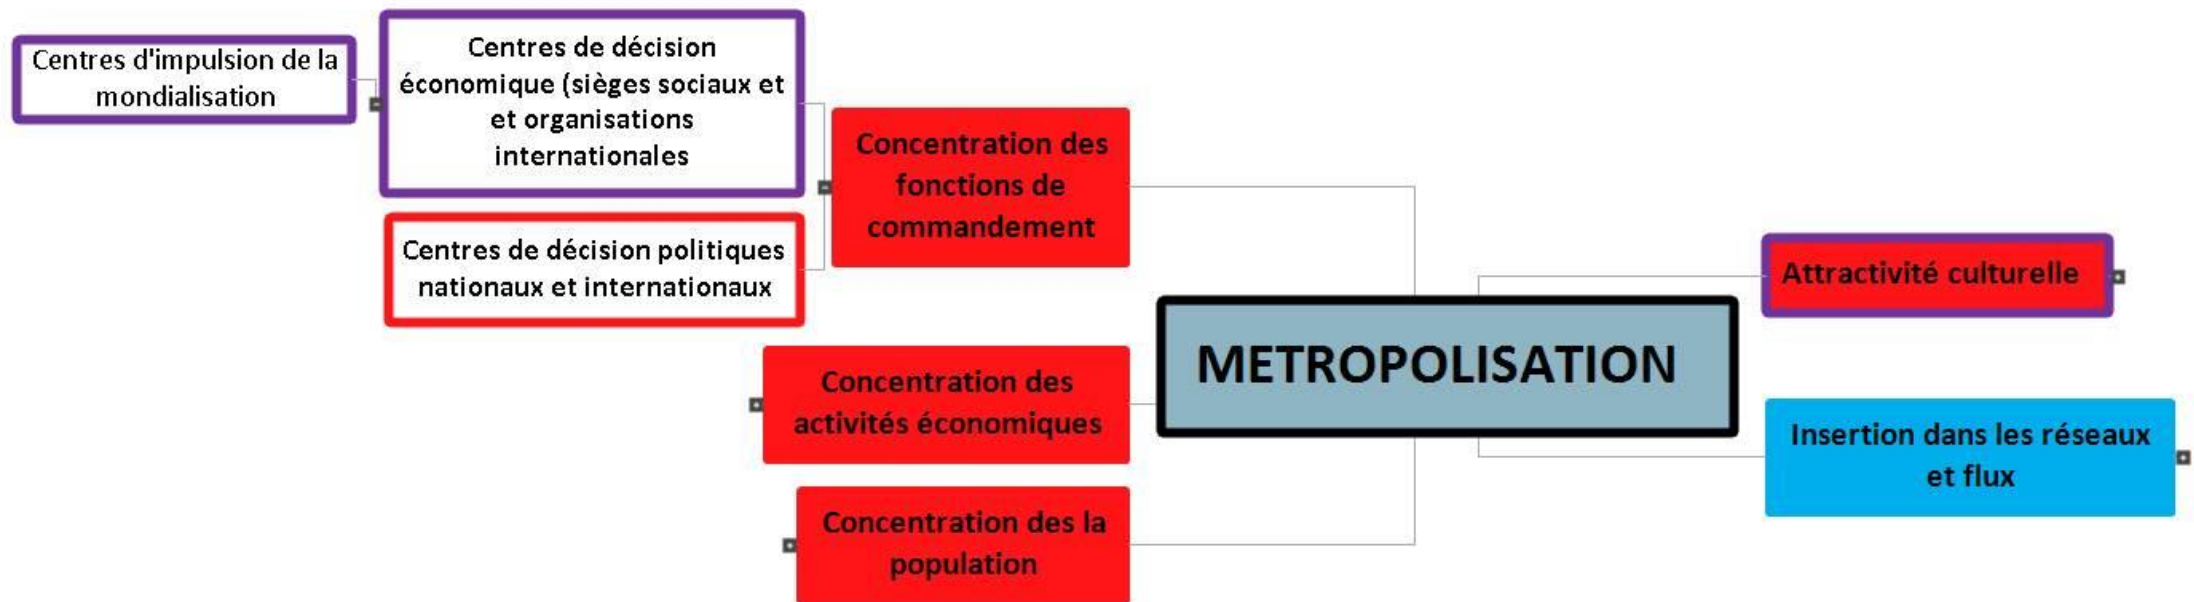 Centres d'impulsion de la
mondialisation
Centres de décision
économique (sièges sociaux et
et organisations
internationales
Centres de décision politiques
nationaux et internationaux
Concentration des
fonctions de
commandement
Concentration des
activités économiques
Concentration des la
population
METROPOLISATION
Attractivité culturelle
Insertion dans les réseaux
et flux